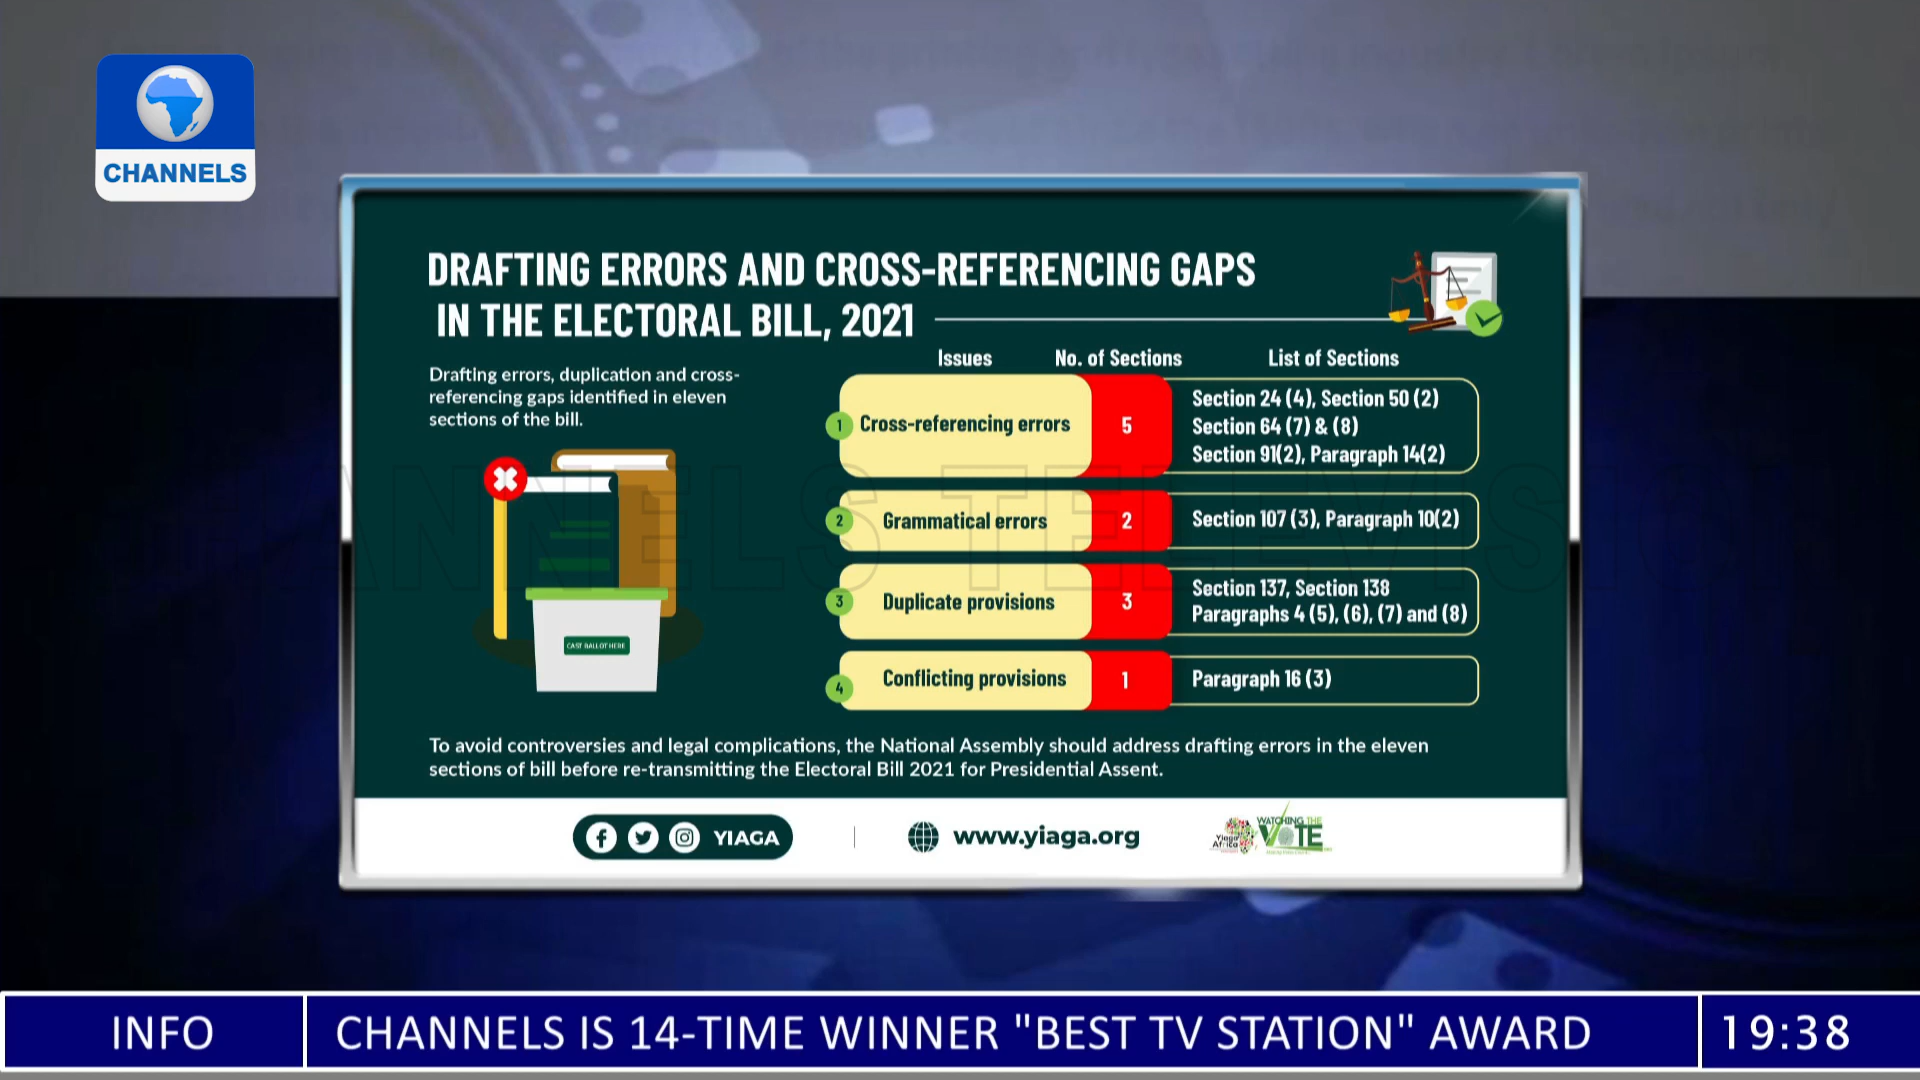 CHANNELS
DRAFTING ERRORS AND CROSS-REFERENCING GAPS
IN THE ELECTORAL BILL, 2021
Drafting errors, duplication and cross-
referencing gaps identified in eleven
sections of the bill.
CAST BALLOT HERE
Issues No. of Sections List of Sections
1 Cross-referencing errors 5
Section 24 (4), Section 50 (2)
Section 64 (7) & (8)
Section 91(2), Paragraph 14(2)
2 Grammatical errors 2 Section 107 (3), Paragraph 10(2)
3 Duplicate provisions 3
Section 137, Section 138
Paragraphs 4 (5), (6), (7) and (8)
4 Conflicting provisions 1 Paragraph 16 (3)
To avoid controversies and legal complications, the National Assembly should address drafting errors in the eleven
sections of bill before re-transmitting the Electoral Bill 2021 for Presidential Assent.
YIAGA
www.yiaga.org
Yiaga
Africa
WATCHING THE
VOTE
INFO
CHANNELS IS 14-TIME WINNER "BEST TV STATION" AWARD
19:38